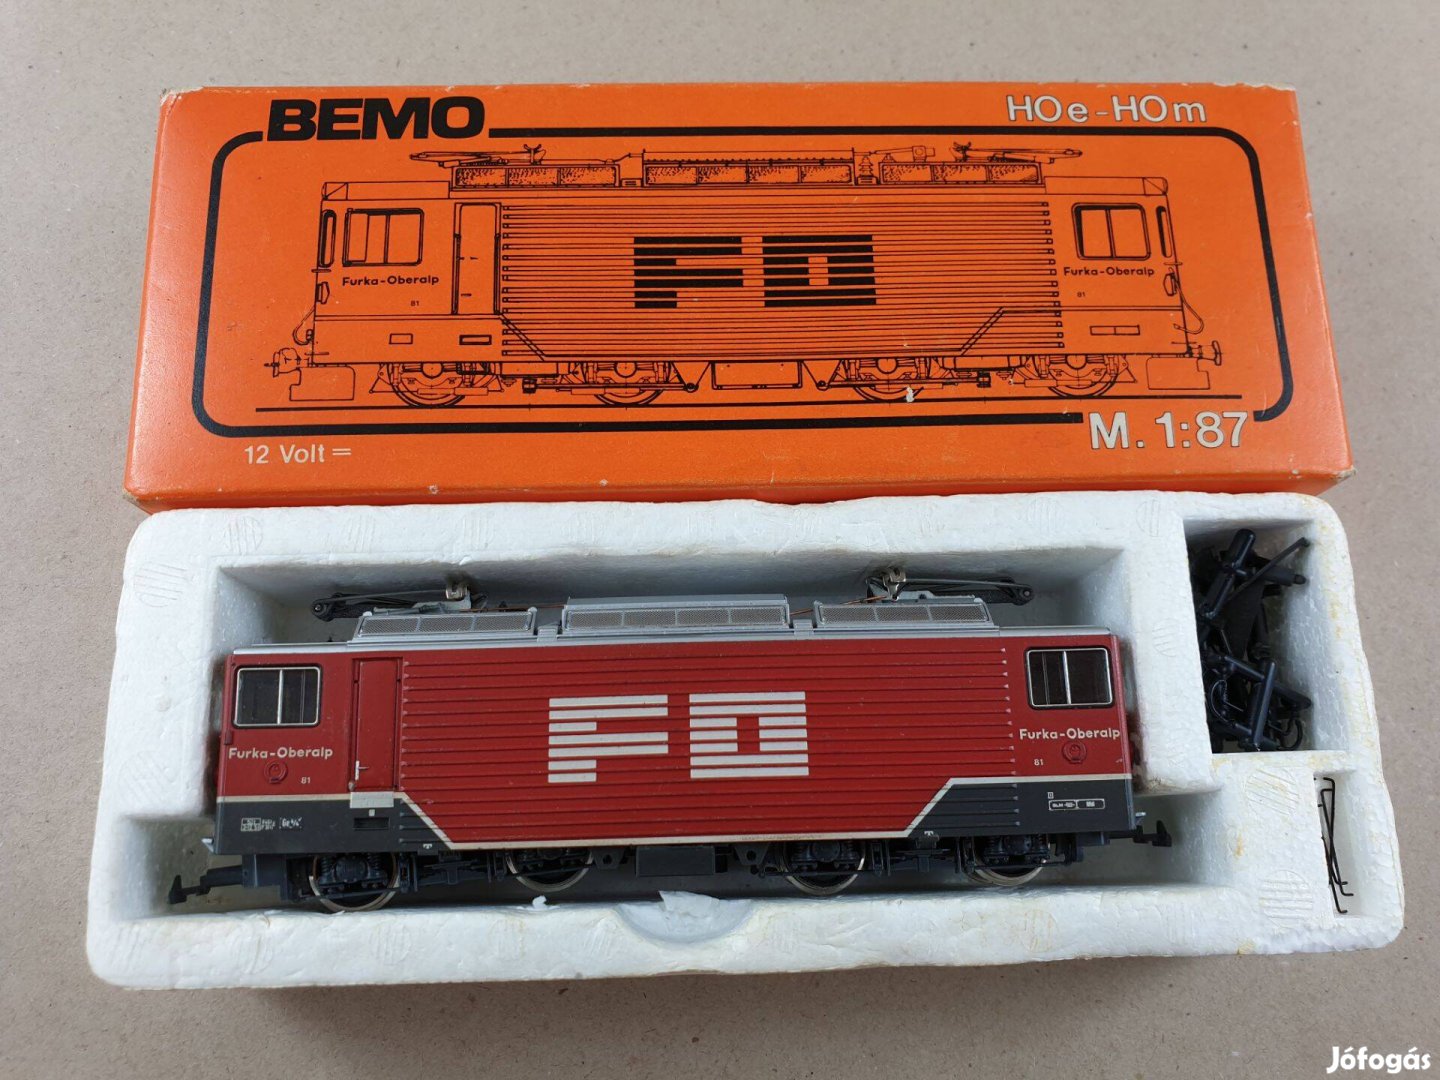 BEMO
HOe-HOm
Furka-Oberalp
81
FO
Furka-Oberalp
81
12 Volt =
M. 1:87
Furka-Oberalp
81
FO
Furka-Oberalp
81
Jófogás